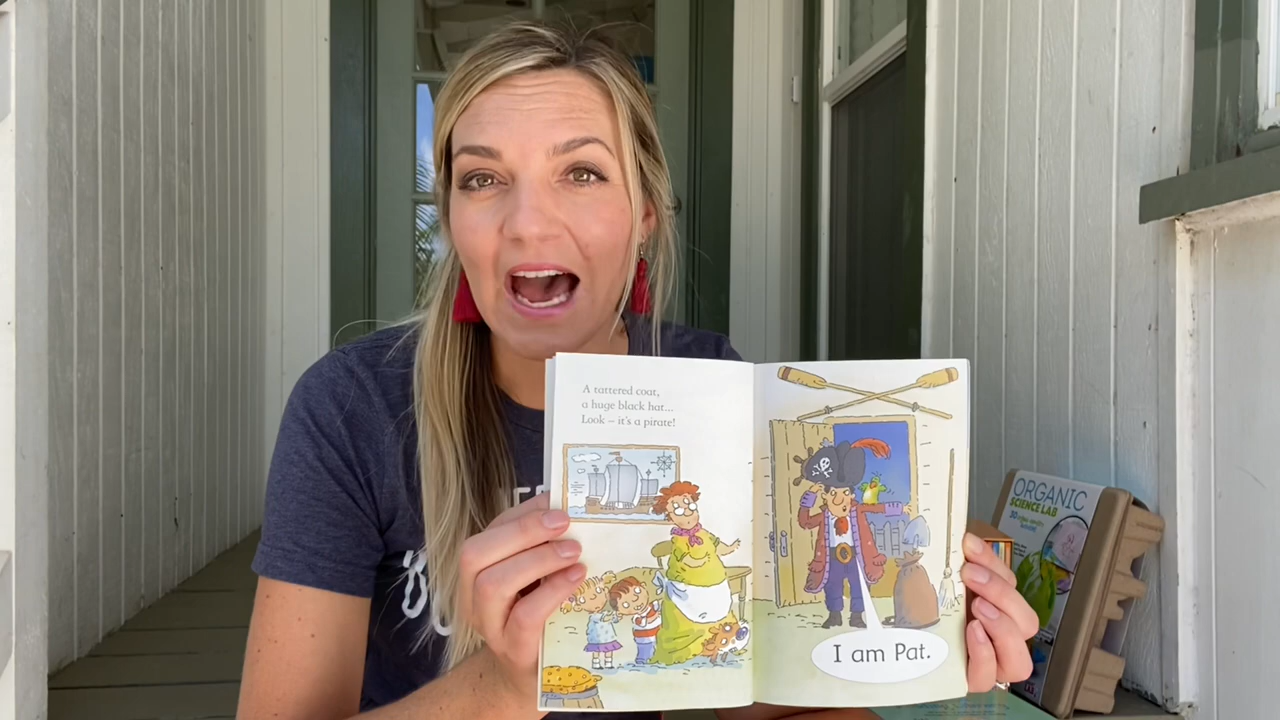 A tattered coat,
a huge black hat...
Look – it's a pirate!
I am Pat.
ORGANIC
SCIENCE LAB